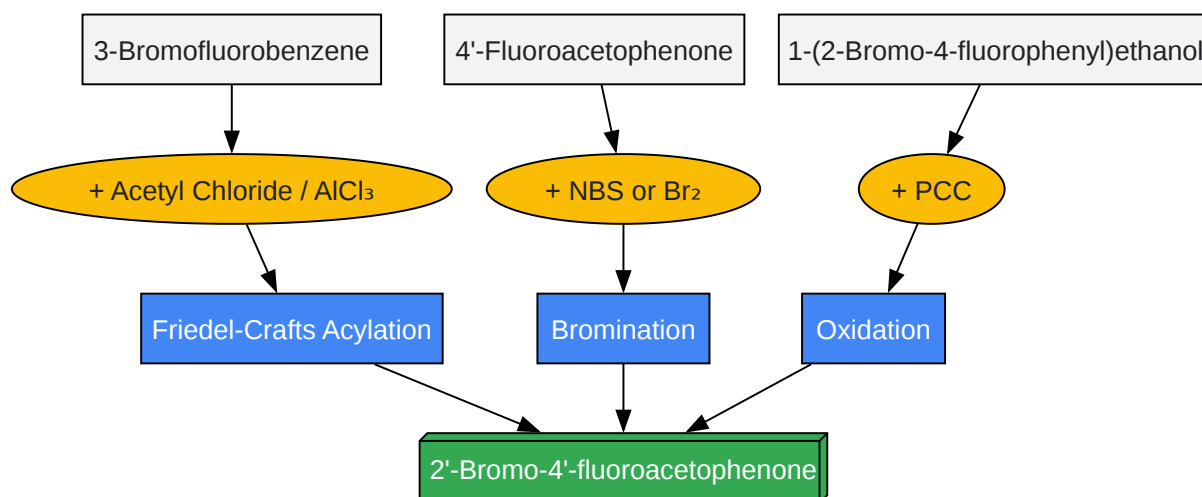 3-Bromofluorobenzene
4'-Fluoroacetophenone
1-(2-Bromo-4-fluorophenyl)ethanol
+ Acetyl Chloride / AlCl₃
+ NBS or Br₂
+ PCC
Friedel-Crafts Acylation
Bromination
Oxidation
2'-Bromo-4'-fluoroacetophenone